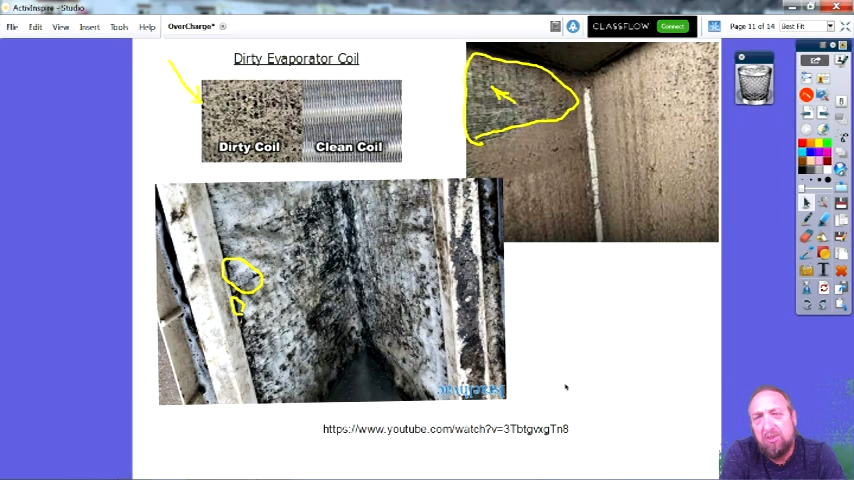 ActivInspire - Studio
File Edit View Insert Tools Help OverCharge* CLASSFLOW Connect Page 11 of 14 Best Fit
Dirty Evaporator Coil
Dirty Coil Clean Coil
https://www.youtube.com/watch?v=3TbtgvxgTn8